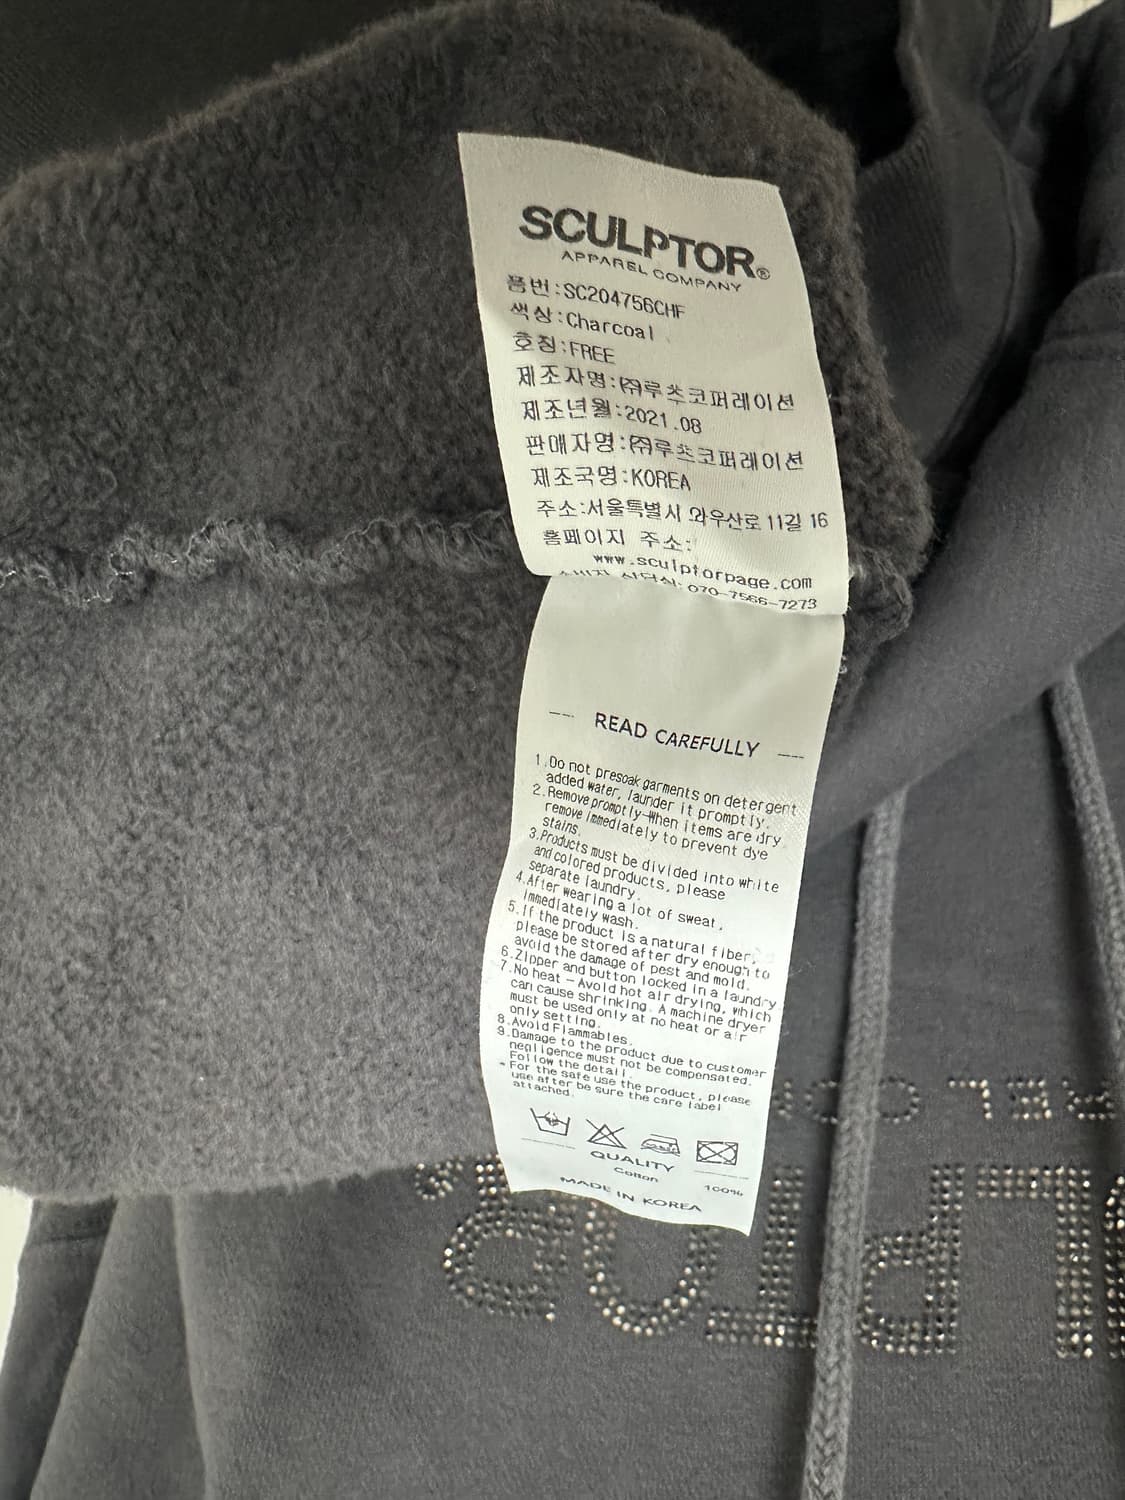 SCULPTOR®
APPAREL COMPANY
품번:SC204756CHF
색상:Charcoal
호칭:FREE
제조자명:㈜루츠코퍼레이션
제조년월:2021.08
판매자명:㈜루츠코퍼레이션
제조국명:KOREA
주소:서울특별시 와우산로 11길 16
홈페이지 주소:
www.sculptorpage.com
소비자 상담실: 070-7566-7273
READ CAREFULLY
1.Do not presoak garments on detergent
added water, launder it promptly.
2.Remove promptly-When items are dry
remove immediately to prevent dye
stains.
3.Products must be divided into white
and colored products, please
separate laundry.
4.After wearing a lot of sweat,
immediately wash.
5.If the product is a natural fiber,
please be stored after dry enough to
avoid the damage of pest and mold.
6.Zipper and button locked in a laundry
7.No heat - Avoid hot air drying, which
can cause shrinking. A machine dryer
must be used only at no heat or air
only setting.
8.Avoid Flammables.
9.Damage to the product due to customer
negligence must not be compensated.
Follow the detail.
- For the safe use the product, please
use after be sure the care label
attached.
QUALITY
Cotton 100%
MADE IN KOREA